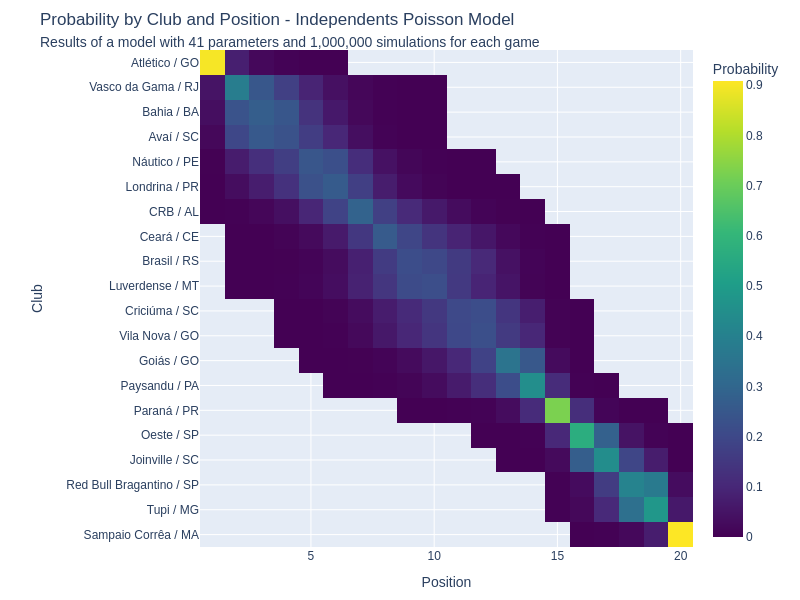 Probability by Club and Position - Independents Poisson Model
Results of a model with 41 parameters and 1,000,000 simulations for each game
Probability
Club
Atlético / GO
Vasco da Gama / RJ
Bahia / BA
Avaí / SC
Náutico / PE
Londrina / PR
CRB / AL
Ceará / CE
Brasil / RS
Luverdense / MT
Criciúma / SC
Vila Nova / GO
Goiás / GO
Paysandu / PA
Paraná / PR
Oeste / SP
Joinville / SC
Red Bull Bragantino / SP
Tupi / MG
Sampaio Corrêa / MA
5 10 15 20
Position
0.9
0.8
0.7
0.6
0.5
0.4
0.3
0.2
0.1
0